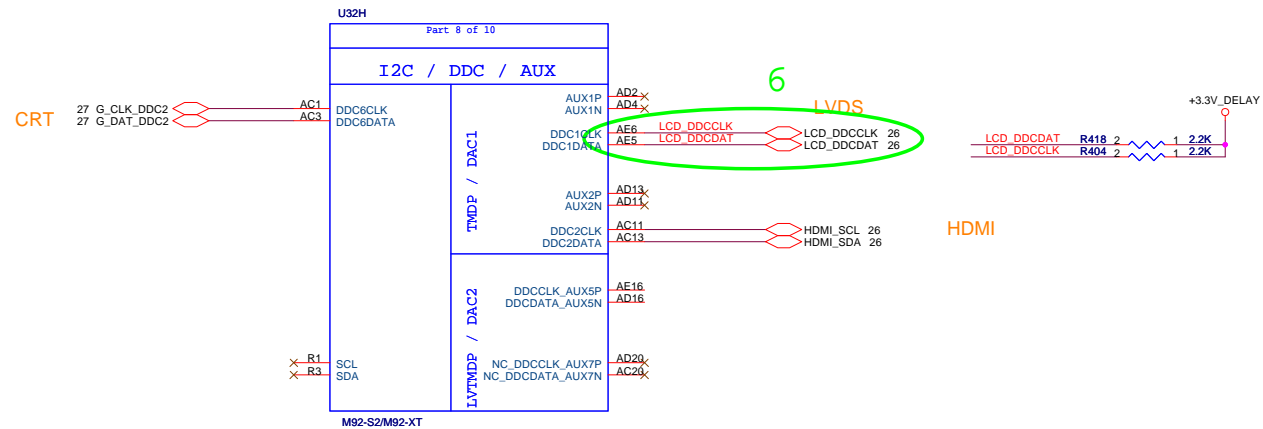 U32H
Part 8 of 10
I2C / DDC / AUX
6
LVDS
CRT
27 G_CLK_DDC2 AC1 DDC6CLK
27 G_DAT_DDC2 AC3 DDC6DATA
TMDP / DAC1
AUX1P AD2
AUX1N AD4
DDC1CLK AE6 LCD_DDCCLK LCD_DDCCLK 26
DDC1DATA AE5 LCD_DDCDAT LCD_DDCDAT 26
AUX2P AD13
AUX2N AD11
DDC2CLK AC11 HDMI_SCL 26
DDC2DATA AC13 HDMI_SDA 26
HDMI
+3.3V_DELAY
LCD_DDCDAT R418 2 1 2.2K
LCD_DDCCLK R404 2 1 2.2K
LVTMDP / DAC2
DDCCLK_AUX5P AE16
DDCDATA_AUX5N AD16
R1 SCL
R3 SDA
NC_DDCCLK_AUX7P AD20
NC_DDCDATA_AUX7N AC20
M92-S2/M92-XT